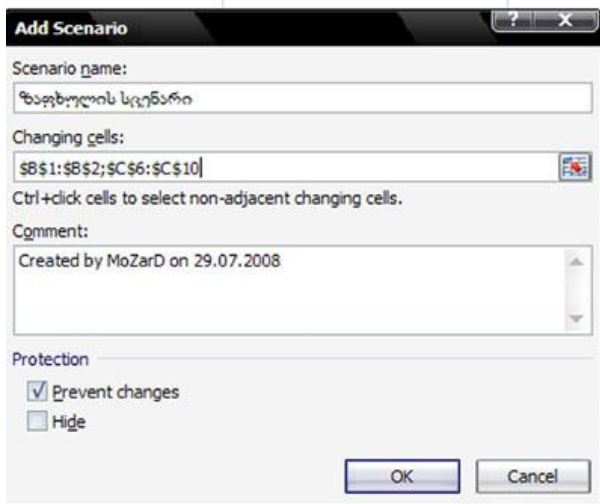 Add Scenario
Scenario name:
ზაფხულის სცენარი
Changing cells:
$B$1:$B$2;$C$6:$C$10
Ctrl+click cells to select non-adjacent changing cells.
Comment:
Created by MoZarD on 29.07.2008
Protection
Prevent changes
Hide
OK Cancel